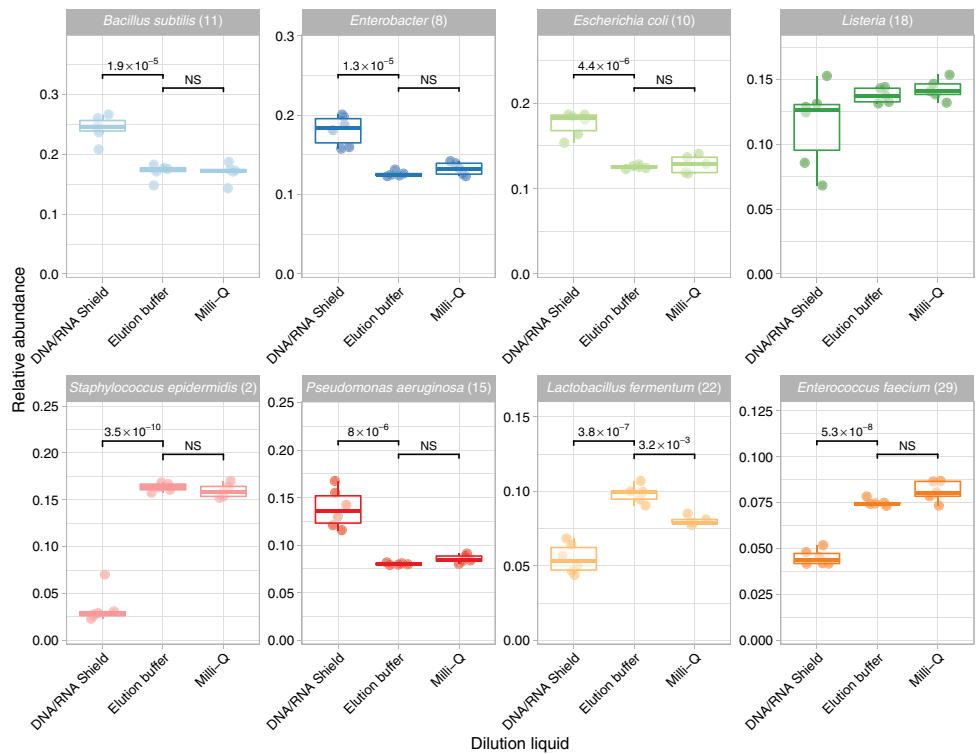 Bacillus subtilis (11)
Enterobacter (8)
Escherichia coli (10)
Listeria (18)
0.3
0.2
0.1
0.0
1.9×10⁻⁵
NS
DNA/RNA Shield
Elution buffer
Milli−Q
0.3
0.2
0.1
0.0
1.3×10⁻⁵
NS
DNA/RNA Shield
Elution buffer
Milli−Q
0.2
0.1
0.0
4.4×10⁻⁶
NS
DNA/RNA Shield
Elution buffer
Milli−Q
0.15
0.10
0.05
0.00
DNA/RNA Shield
Elution buffer
Milli−Q
Relative abundance
Staphylococcus epidermidis (2)
Pseudomonas aeruginosa (15)
Lactobacillus fermentum (22)
Enterococcus faecium (29)
0.25
0.20
0.15
0.10
0.05
0.00
3.5×10⁻¹⁰
NS
DNA/RNA Shield
Elution buffer
Milli−Q
0.25
0.20
0.15
0.10
0.05
0.00
8×10⁻⁶
NS
DNA/RNA Shield
Elution buffer
Milli−Q
0.15
0.10
0.05
0.00
3.8×10⁻⁷
3.2×10⁻³
DNA/RNA Shield
Elution buffer
Milli−Q
0.125
0.100
0.075
0.050
0.025
0.000
5.3×10⁻⁸
NS
DNA/RNA Shield
Elution buffer
Milli−Q
Dilution liquid